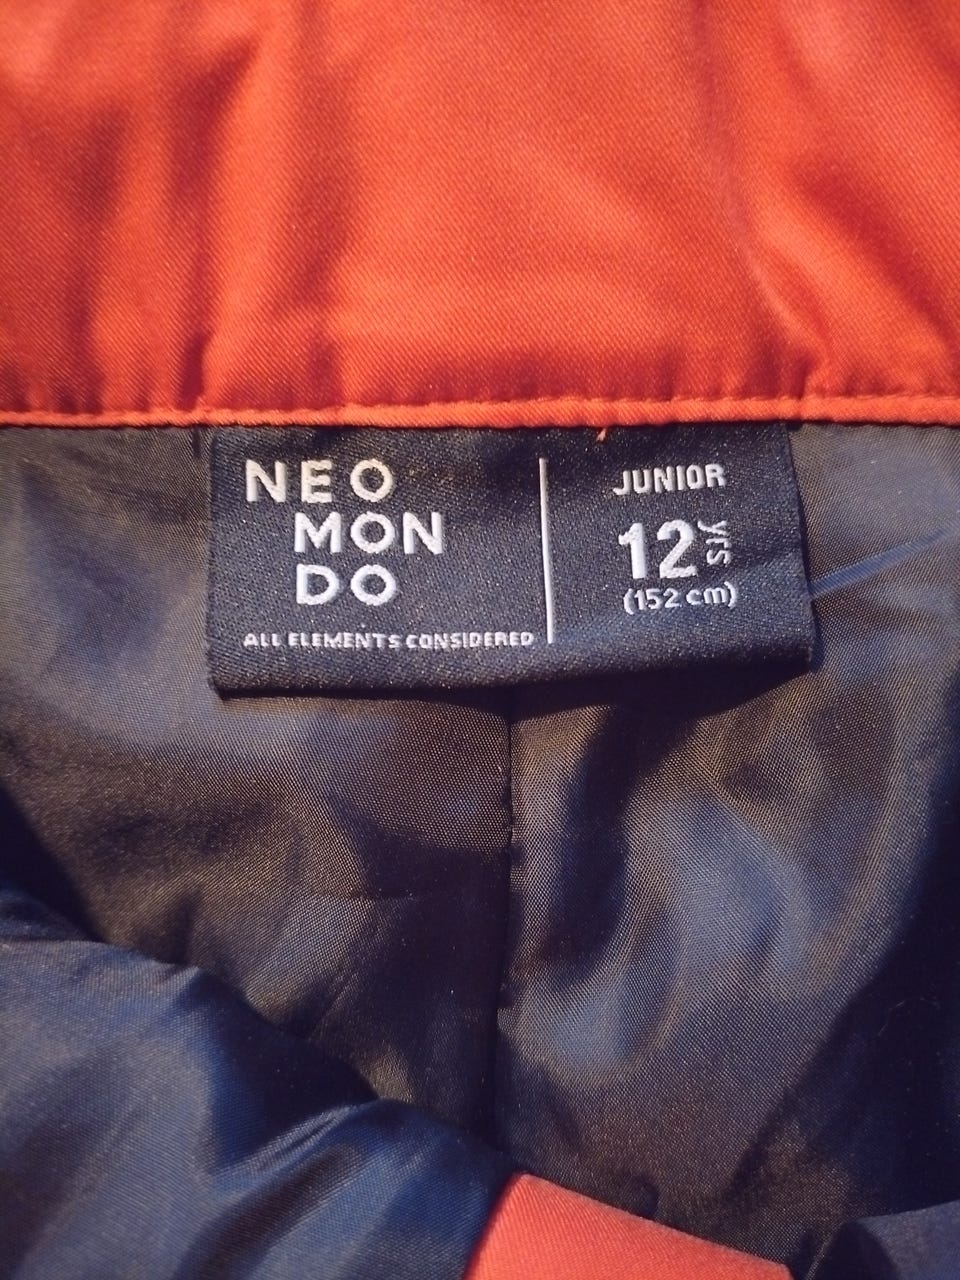 NEO
MON
DO
ALL ELEMENTS CONSIDERED
JUNIOR
12 yrs
(152 cm)